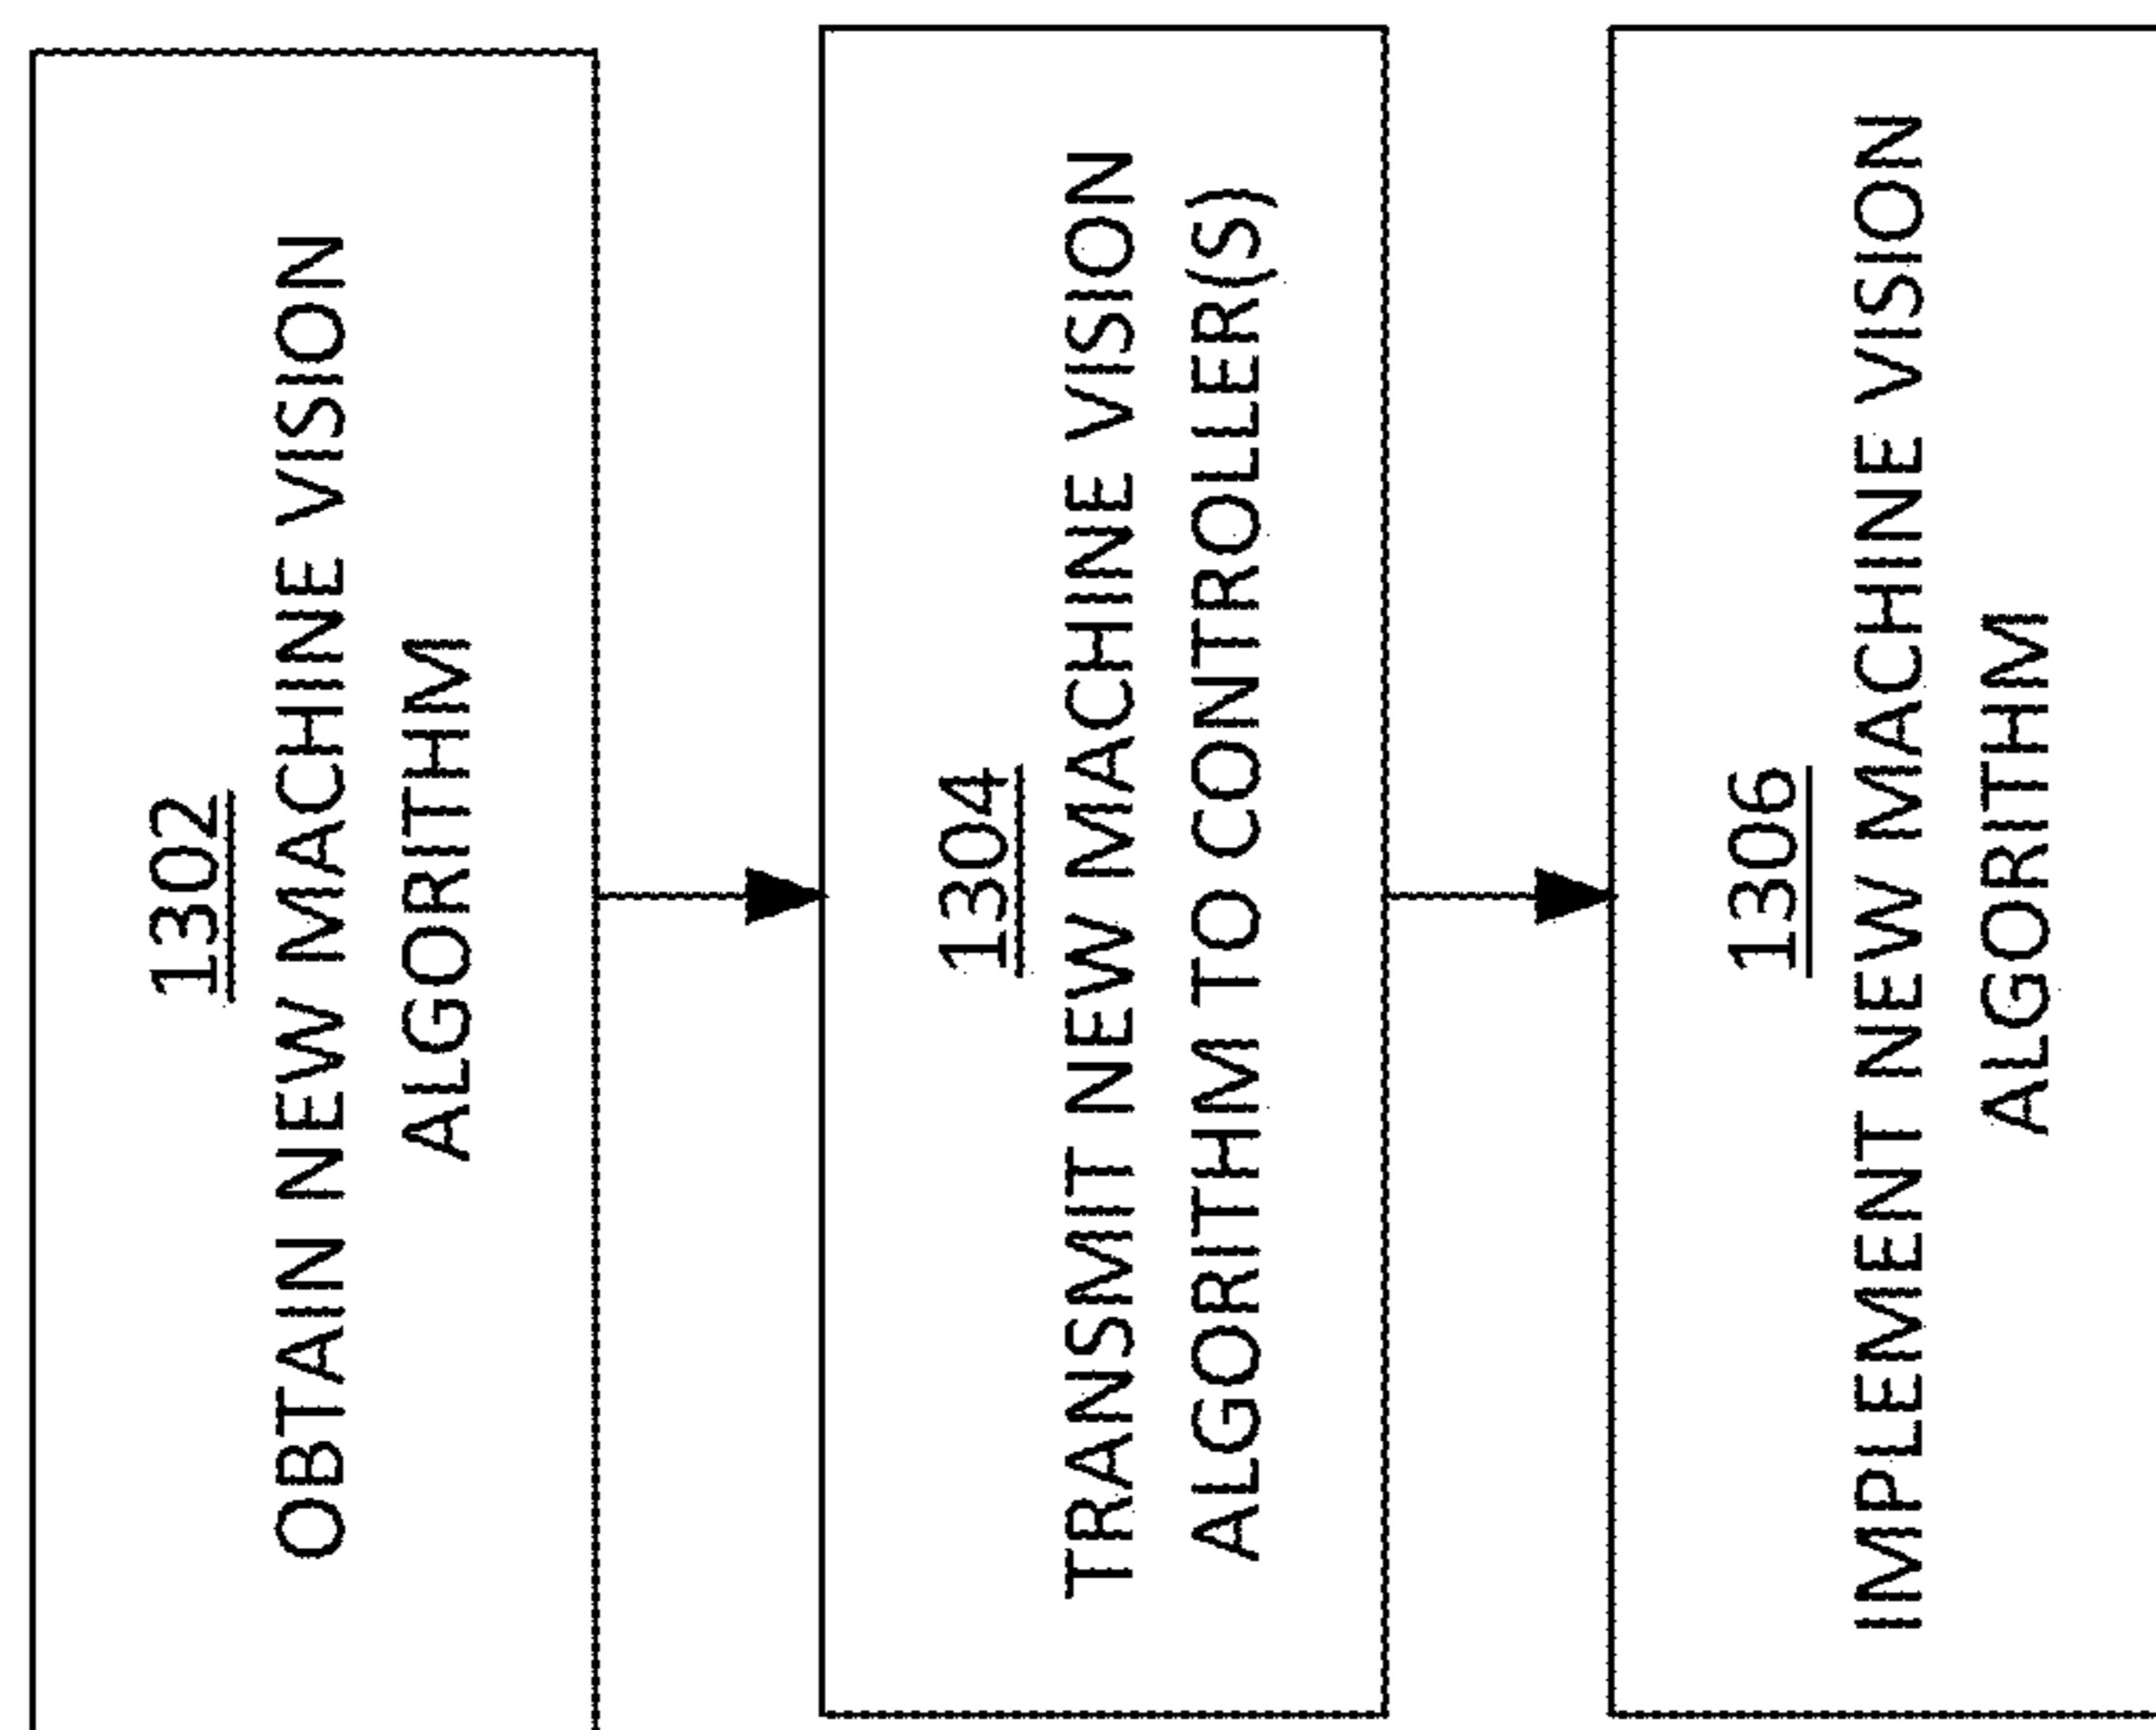 1302
OBTAIN NEW MACHINE VISION
ALGORITHM
1304
TRANSMIT NEW MACHINE VISION
ALGORITHM TO CONTROLLER(S)
1306
IMPLEMENT NEW MACHINE VISION
ALGORITHM